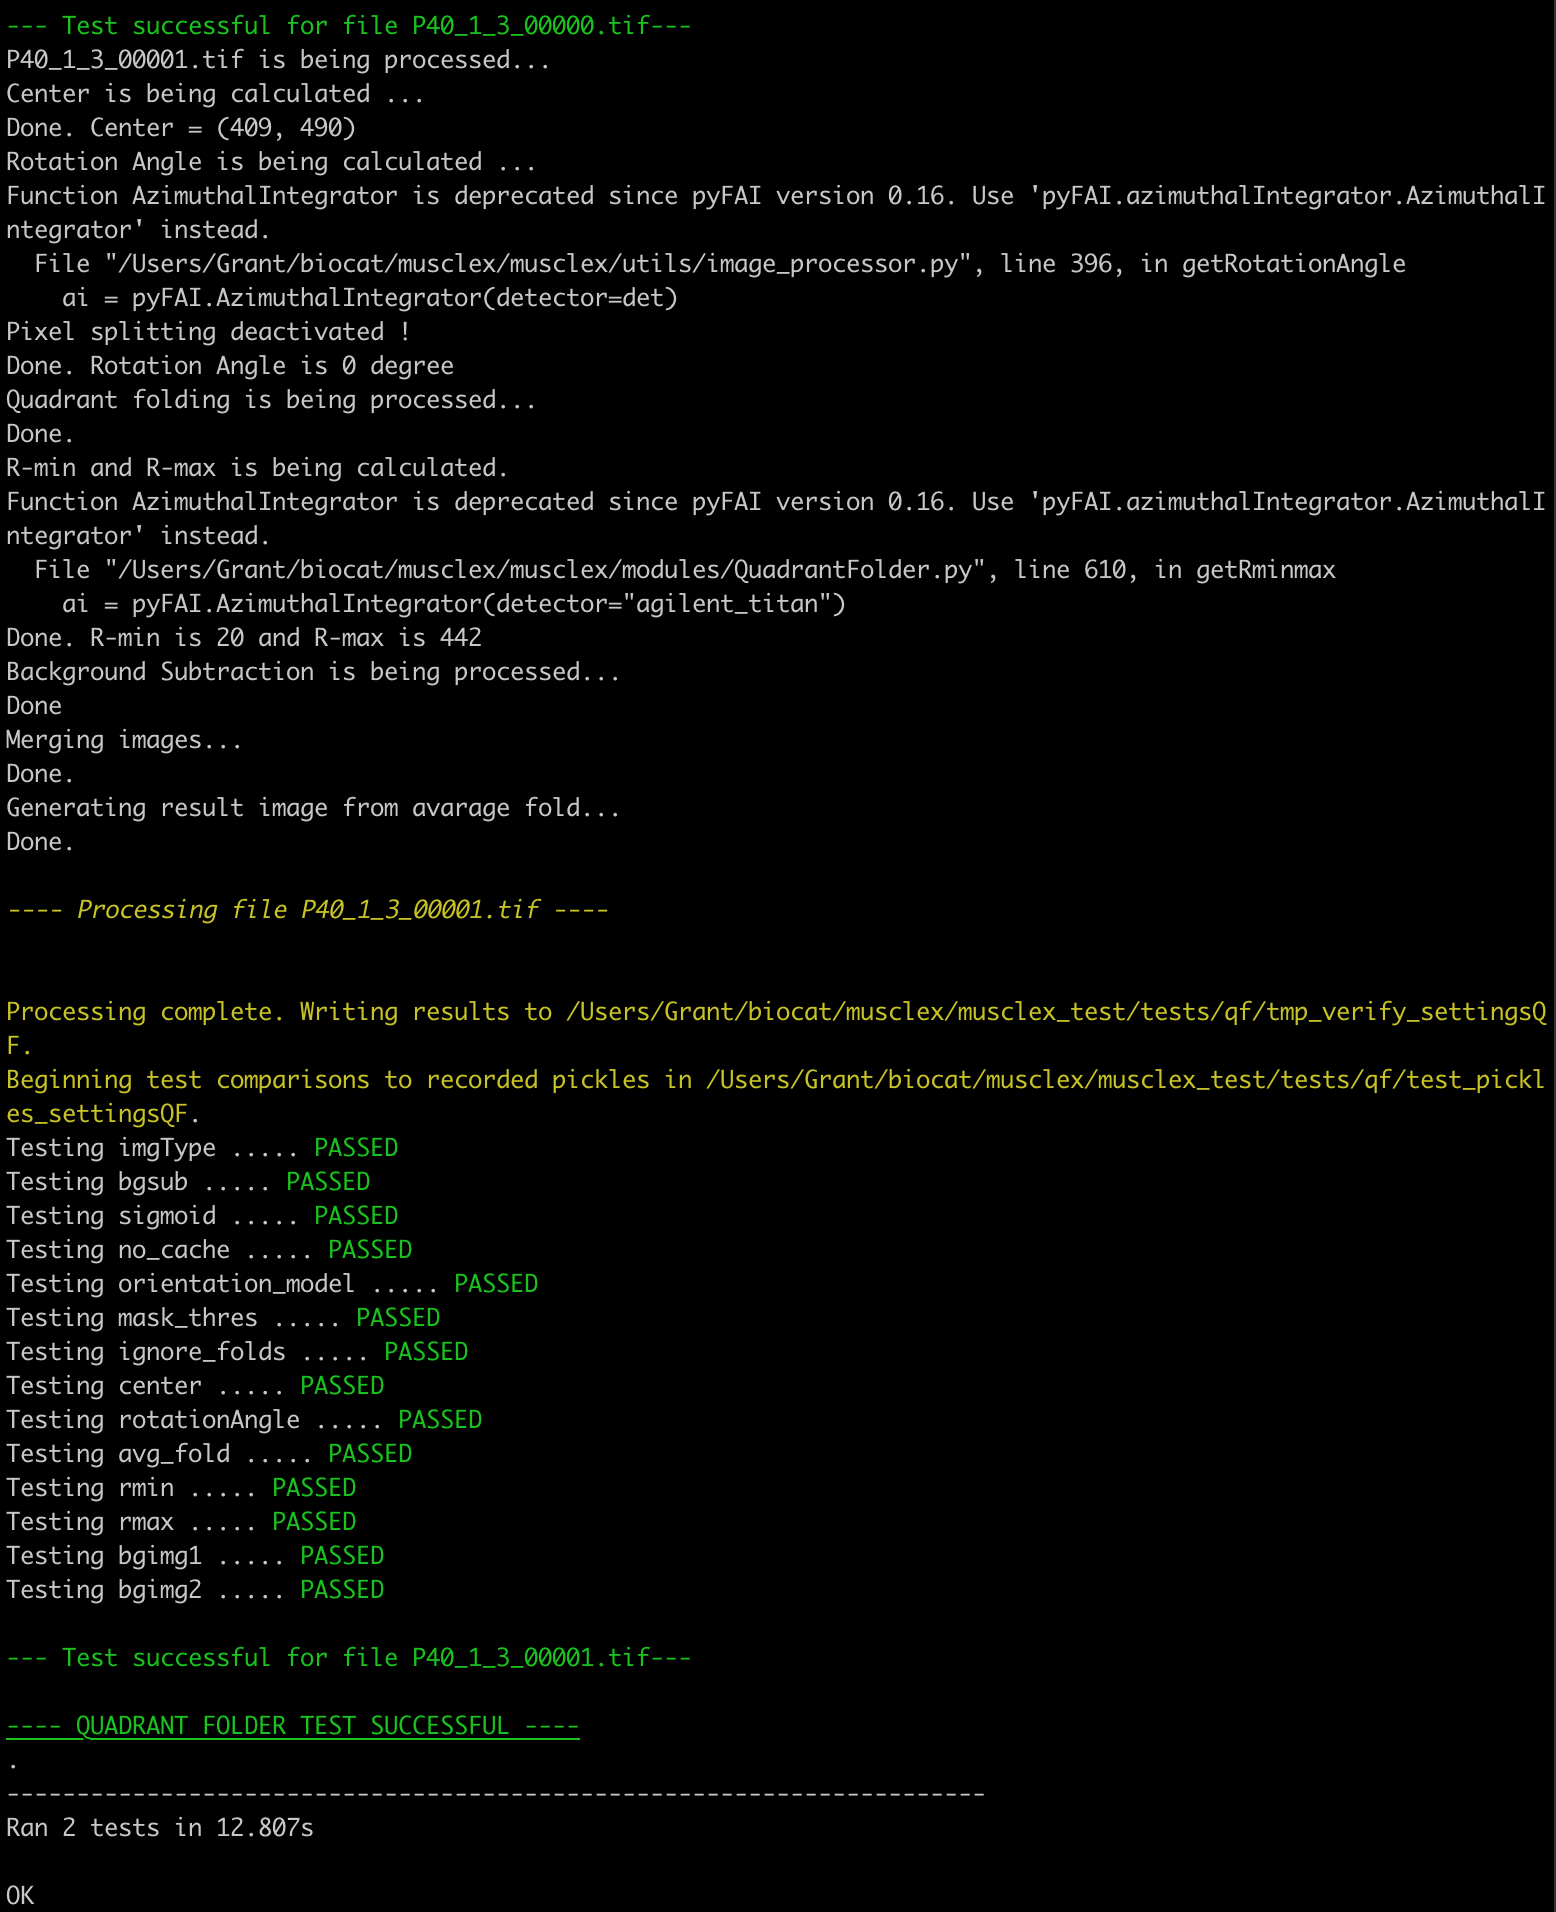 --- Test successful for file P40_1_3_00000.tif---
P40_1_3_00001.tif is being processed...
Center is being calculated ...
Done. Center = (409, 490)
Rotation Angle is being calculated ...
Function AzimuthalIntegrator is deprecated since pyFAI version 0.16. Use 'pyFAI.azimuthalIntegrator.AzimuthalI
ntegrator' instead.
  File "/Users/Grant/biocat/musclex/musclex/utils/image_processor.py", line 396, in getRotationAngle
    ai = pyFAI.AzimuthalIntegrator(detector=det)
Pixel splitting deactivated !
Done. Rotation Angle is 0 degree
Quadrant folding is being processed...
Done.
R-min and R-max is being calculated.
Function AzimuthalIntegrator is deprecated since pyFAI version 0.16. Use 'pyFAI.azimuthalIntegrator.AzimuthalI
ntegrator' instead.
  File "/Users/Grant/biocat/musclex/musclex/modules/QuadrantFolder.py", line 610, in getRminmax
    ai = pyFAI.AzimuthalIntegrator(detector="agilent_titan")
Done. R-min is 20 and R-max is 442
Background Subtraction is being processed...
Done
Merging images...
Done.
Generating result image from avarage fold...
Done.

---- Processing file P40_1_3_00001.tif ----

Processing complete. Writing results to /Users/Grant/biocat/musclex/musclex_test/tests/qf/tmp_verify_settingsQ
F.
Beginning test comparisons to recorded pickles in /Users/Grant/biocat/musclex/musclex_test/tests/qf/test_pickl
es_settingsQF.
Testing imgType ..... PASSED
Testing bgsub ..... PASSED
Testing sigmoid ..... PASSED
Testing no_cache ..... PASSED
Testing orientation_model ..... PASSED
Testing mask_thres ..... PASSED
Testing ignore_folds ..... PASSED
Testing center ..... PASSED
Testing rotationAngle ..... PASSED
Testing avg_fold ..... PASSED
Testing rmin ..... PASSED
Testing rmax ..... PASSED
Testing bgimg1 ..... PASSED
Testing bgimg2 ..... PASSED

--- Test successful for file P40_1_3_00001.tif---

---- QUADRANT FOLDER TEST SUCCESSFUL ----
.
----------------------------------------------------------------------
Ran 2 tests in 12.807s

OK